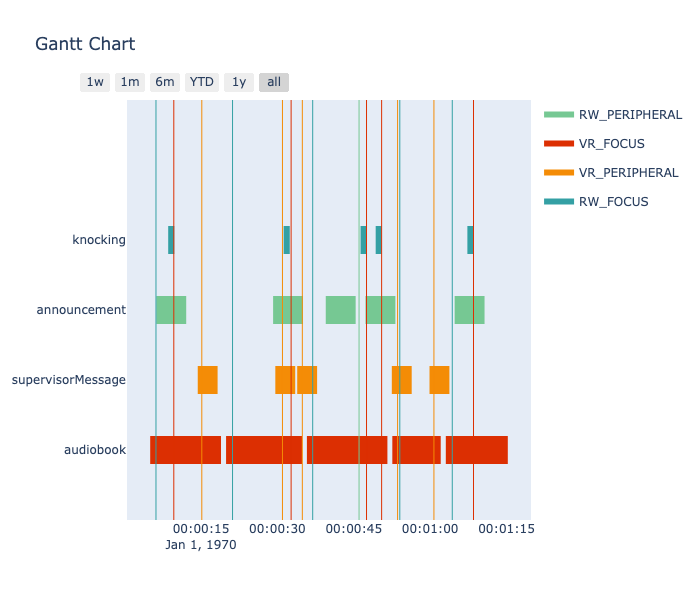 Gantt Chart
1w 1m 6m YTD 1y all
RW_PERIPHERAL
VR_FOCUS
VR_PERIPHERAL
RW_FOCUS
knocking
announcement
supervisorMessage
audiobook
00:00:15 00:00:30 00:00:45 00:01:00 00:01:15
Jan 1, 1970